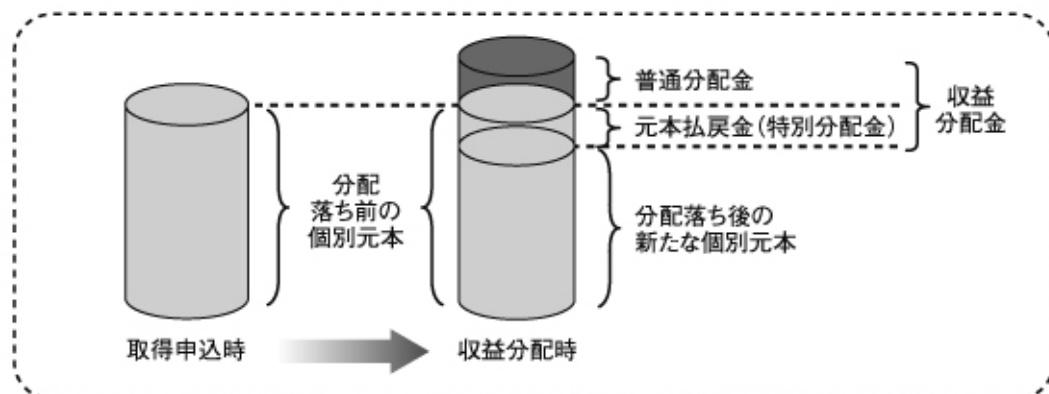 普通分配金
元本払戻金(特別分配金)
収益
分配金
分配
落ち前の
個別元本
分配落ち後の
新たな個別元本
取得申込時
収益分配時